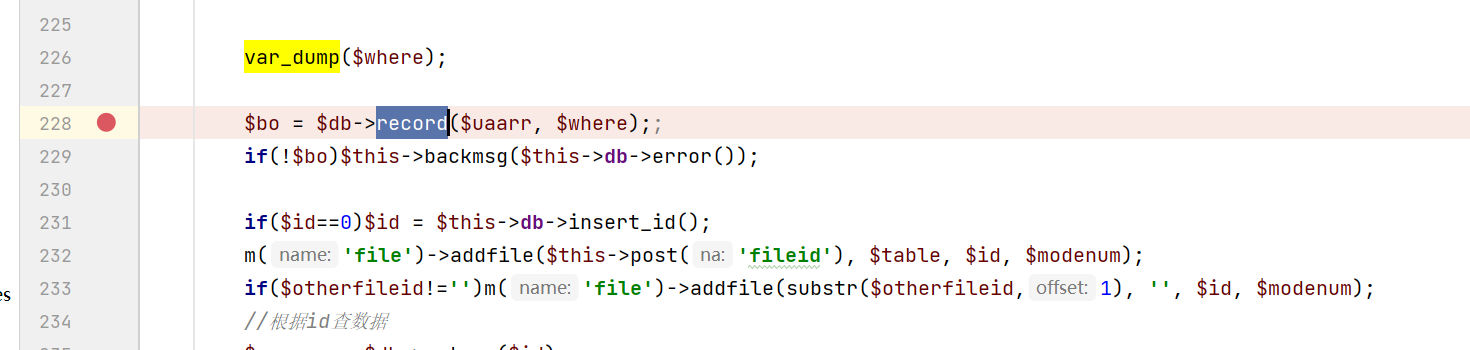 225
226 var_dump($where);
227
228 $bo = $db->record($uaarr, $where);;
229 if(!$bo)$this->backmsg($this->db->error());
230
231 if($id==0)$id = $this->db->insert_id();
232 m( name: 'file')->addfile($this->post( na: 'fileid'), $table, $id, $modenum);
es 233 if($otherfileid!='')m( name: 'file')->addfile(substr($otherfileid, offset: 1), '', $id, $modenum);
234 //根据id查数据